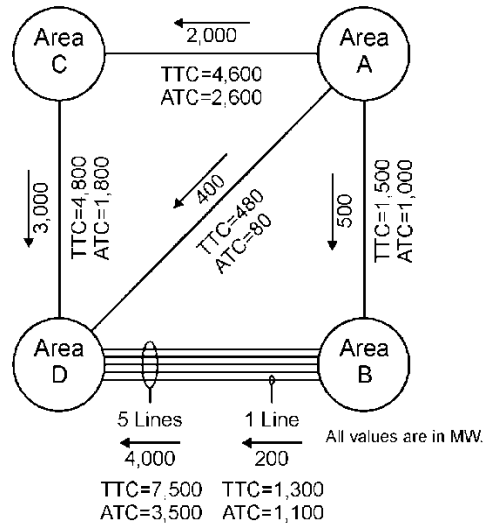 Area
C
2,000
Area
A
TTC=4,600
ATC=2,600
3,000
TTC=4,800
ATC=1,800
400
TTC=480
ATC=80
500
TTC=1,500
ATC=1,000
Area
D
Area
B
5 Lines
4,000
TTC=7,500
ATC=3,500
1 Line
200
TTC=1,300
ATC=1,100
All values are in MW.